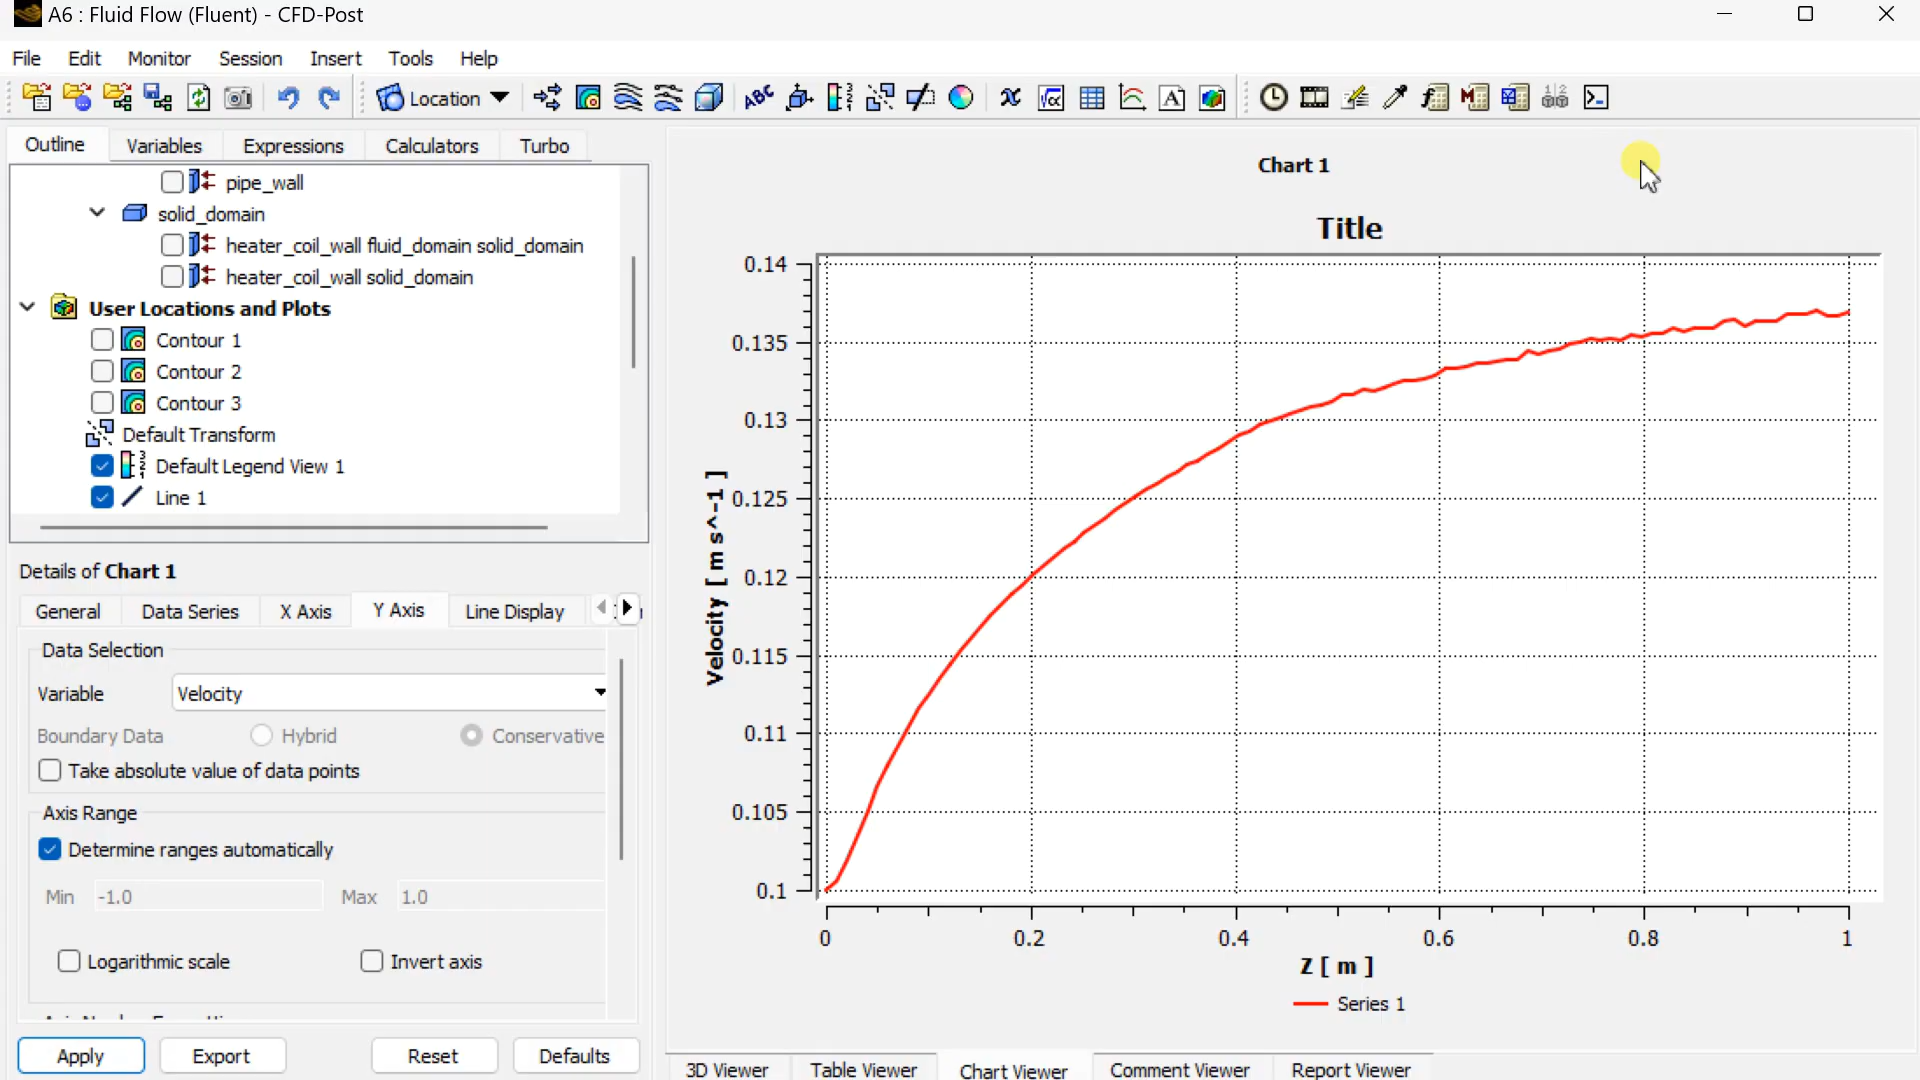 A6 : Fluid Flow (Fluent) - CFD-Post
File Edit Monitor Session Insert Tools Help
Location
Outline Variables Expressions Calculators Turbo
pipe_wall
solid_domain
heater_coil_wall fluid_domain solid_domain
heater_coil_wall solid_domain
User Locations and Plots
Contour 1
Contour 2
Contour 3
Default Transform
Default Legend View 1
Line 1
Details of Chart 1
General Data Series X Axis Y Axis Line Display
Data Selection
Variable Velocity
Boundary Data Hybrid Conservative
Take absolute value of data points
Axis Range
Determine ranges automatically
Min -1.0 Max 1.0
Logarithmic scale Invert axis
Apply Export Reset Defaults
Chart 1
Title
0.14
0.135
0.13
0.125
0.12
0.115
0.11
0.105
0.1
Velocity [ m s^-1 ]
0 0.2 0.4 0.6 0.8 1
Z [ m ]
Series 1
3D Viewer Table Viewer Chart Viewer Comment Viewer Report Viewer